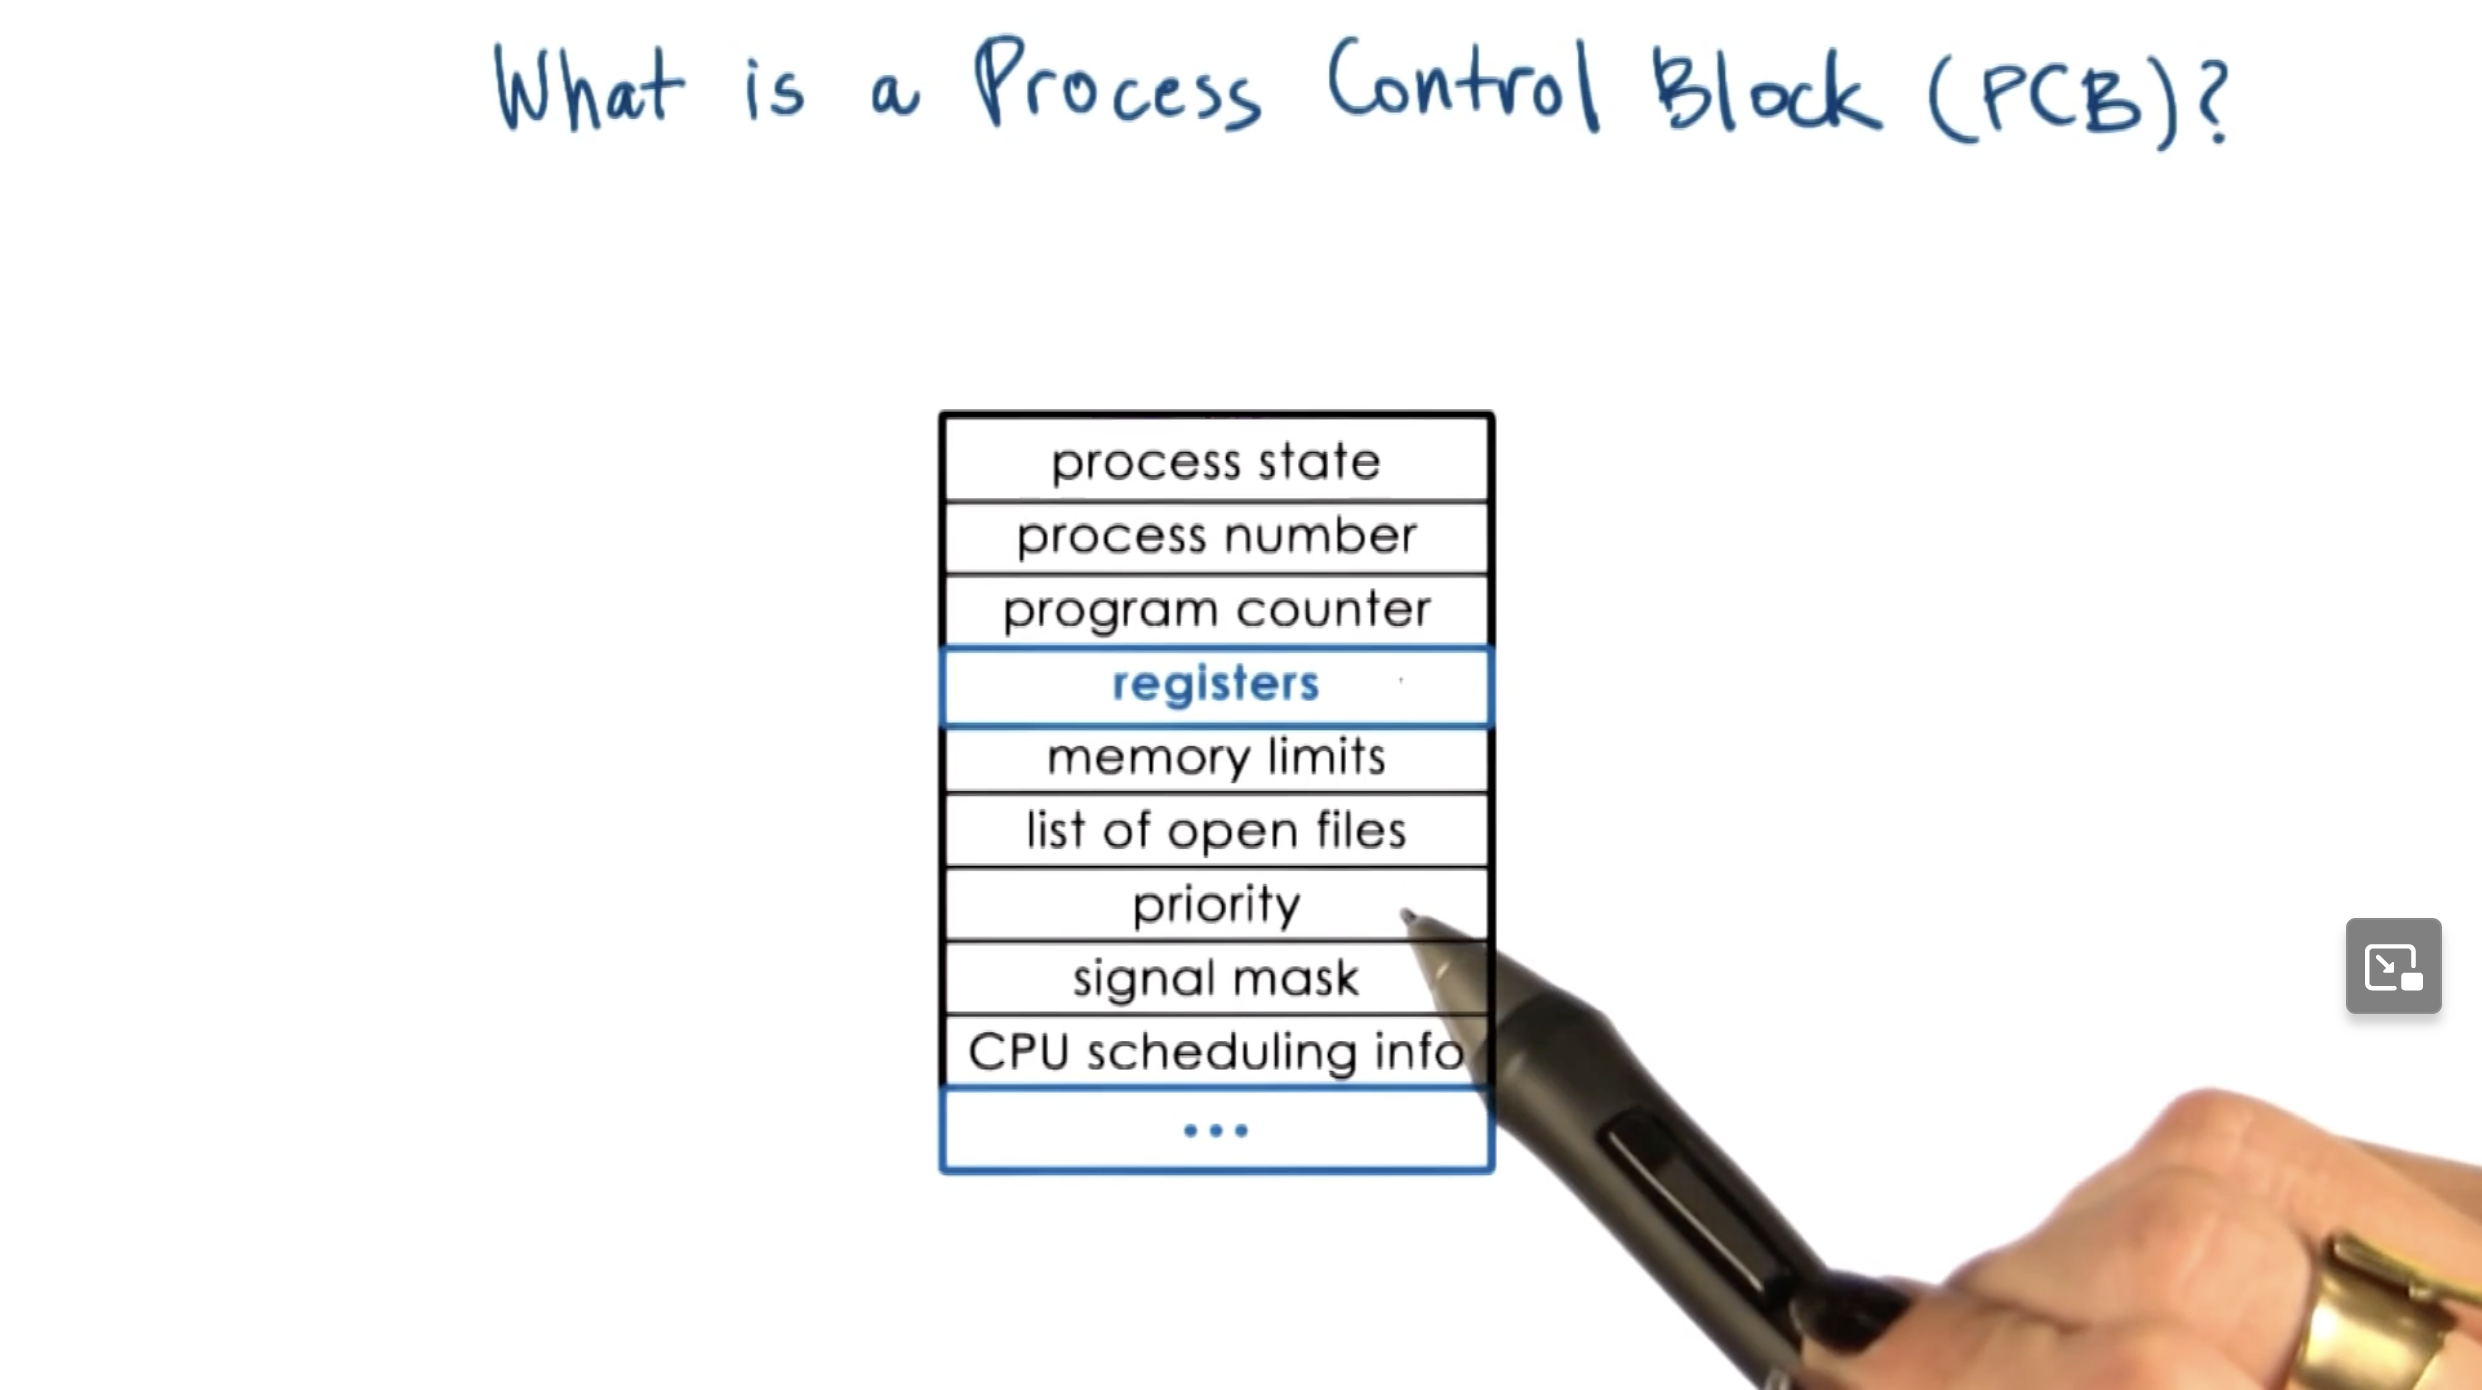 What is a Process Control Block (PCB)?
process state
process number
program counter
registers
memory limits
list of open files
priority
signal mask
CPU scheduling info
...